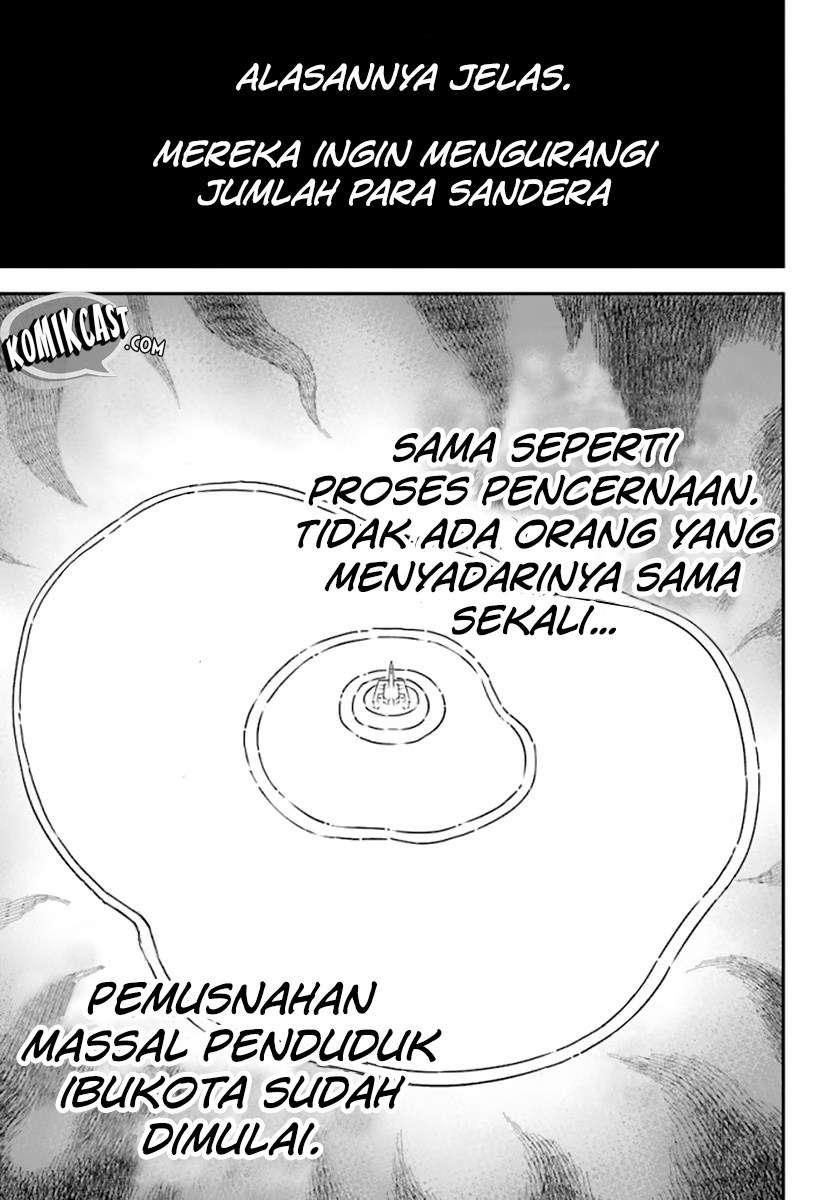 ALASANNYA JELAS.
MEREKA INGIN MENGURANGI
JUMLAH PARA SANDERA
KOMIKCAST
.COM
SAMA SEPERTI
PROSES PENCERNAAN.
TIDAK ADA ORANG YANG
MENYADARINYA SAMA
SEKALI...
PEMUSNAHAN
MASSAL PENDUDUK
IBUKOTA SUDAH
DIMULAI.